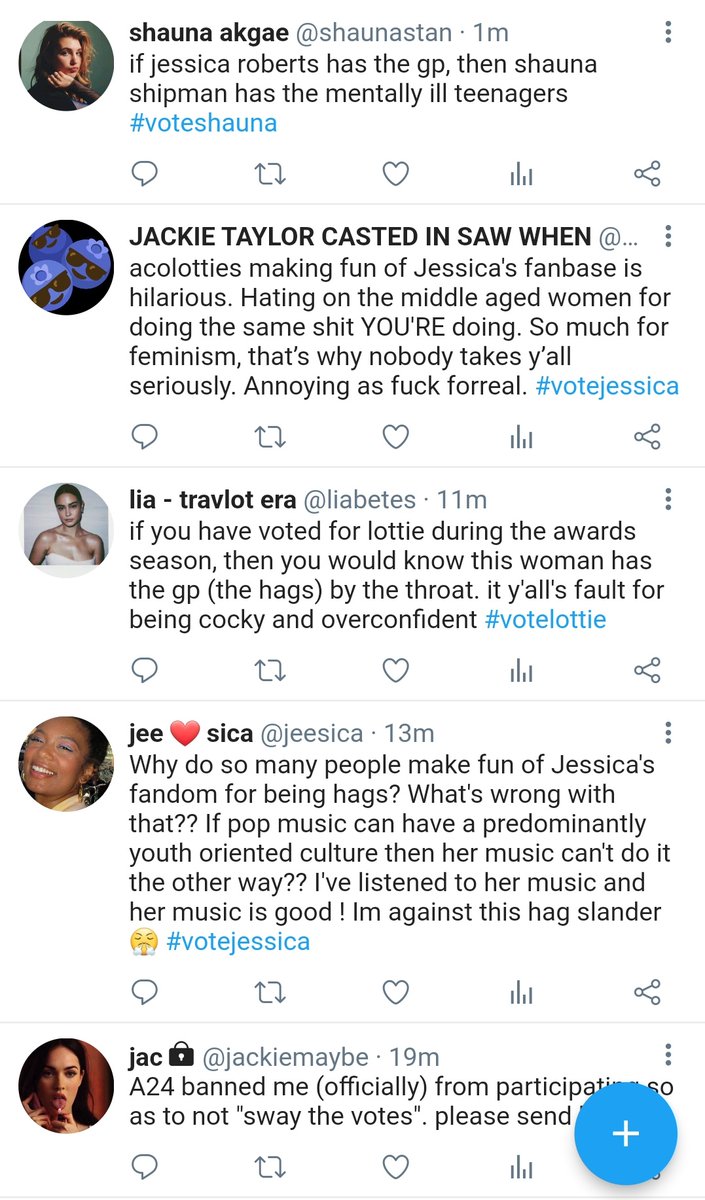 shauna akgae @shaunastan · 1m
if jessica roberts has the gp, then shauna
shipman has the mentally ill teenagers
#voteshauna
JACKIE TAYLOR CASTED IN SAW WHEN @...
acolotties making fun of Jessica's fanbase is
hilarious. Hating on the middle aged women for
doing the same shit YOU'RE doing. So much for
feminism, that’s why nobody takes y’all
seriously. Annoying as fuck forreal. #votejessica
lia - travlot era @liabetes · 11m
if you have voted for lottie during the awards
season, then you would know this woman has
the gp (the hags) by the throat. it y'all's fault for
being cocky and overconfident #votelottie
jee ❤️ sica @jeesica · 13m
Why do so many people make fun of Jessica's
fandom for being hags? What's wrong with
that?? If pop music can have a predominantly
youth oriented culture then her music can't do it
the other way?? I've listened to her music and
her music is good ! Im against this hag slander
😤 #votejessica
jac 🔒 @jackiemaybe · 19m
A24 banned me (officially) from participating so
as to not "sway the votes". please send